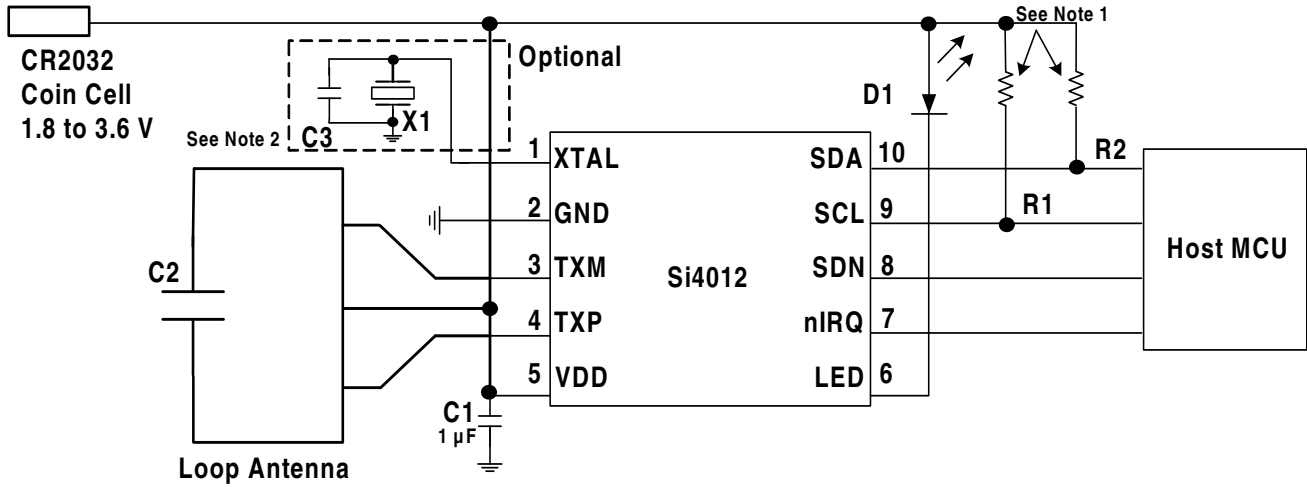 See Note 1
Optional
CR2032
Coin Cell
1.8 to 3.6 V
D1
X1
C3
See Note 2
1 XTAL
2 GND
3 TXM
4 TXP
5 VDD
Si4012
SDA 10
SCL 9
SDN 8
nIRQ 7
LED 6
R2
R1
Host MCU
C2
C1
1 µF
Loop Antenna